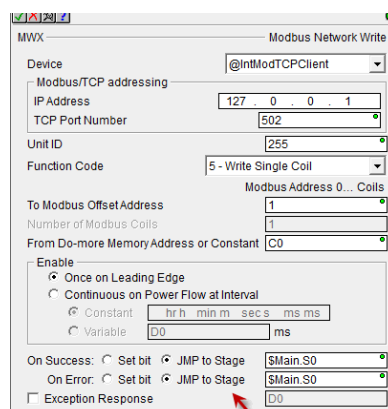 MWX Modbus Network Write
Device @IntModTCPClient
Modbus/TCP addressing
IP Address 127 . 0 . 0 . 1
TCP Port Number 502
Unit ID 255
Function Code 5 - Write Single Coil
Modbus Address 0... Coils
To Modbus Offset Address 1
Number of Modbus Coils 1
From Do-more Memory Address or Constant C0
Enable
Once on Leading Edge
Continuous on Power Flow at Interval
Constant hr h min m sec s ms ms
Variable D0 ms
On Success: Set bit JMP to Stage $Main.S0
On Error: Set bit JMP to Stage $Main.S0
Exception Response D0